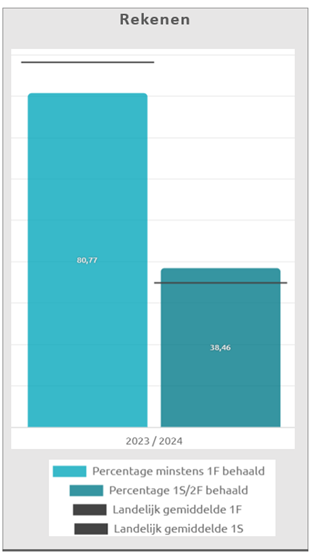 Rekenen
80,77
38,46
2023 / 2024
Percentage minstens 1F behaald
Percentage 1S/2F behaald
Landelijk gemiddelde 1F
Landelijk gemiddelde 1S